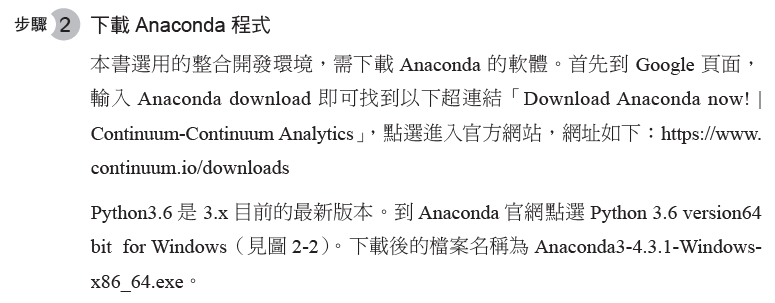 步驟 2 下載 Anaconda 程式
本書選用的整合開發環境，需下載 Anaconda 的軟體。首先到 Google 頁面，
輸入 Anaconda download 即可找到以下超連結「Download Anaconda now! |
Continuum-Continuum Analytics」，點選進入官方網站，網址如下：https://www.
continuum.io/downloads
Python3.6 是 3.x 目前的最新版本。到 Anaconda 官網點選 Python 3.6 version64
bit for Windows（見圖 2-2）。下載後的檔案名稱為 Anaconda3-4.3.1-Windows-
x86_64.exe。